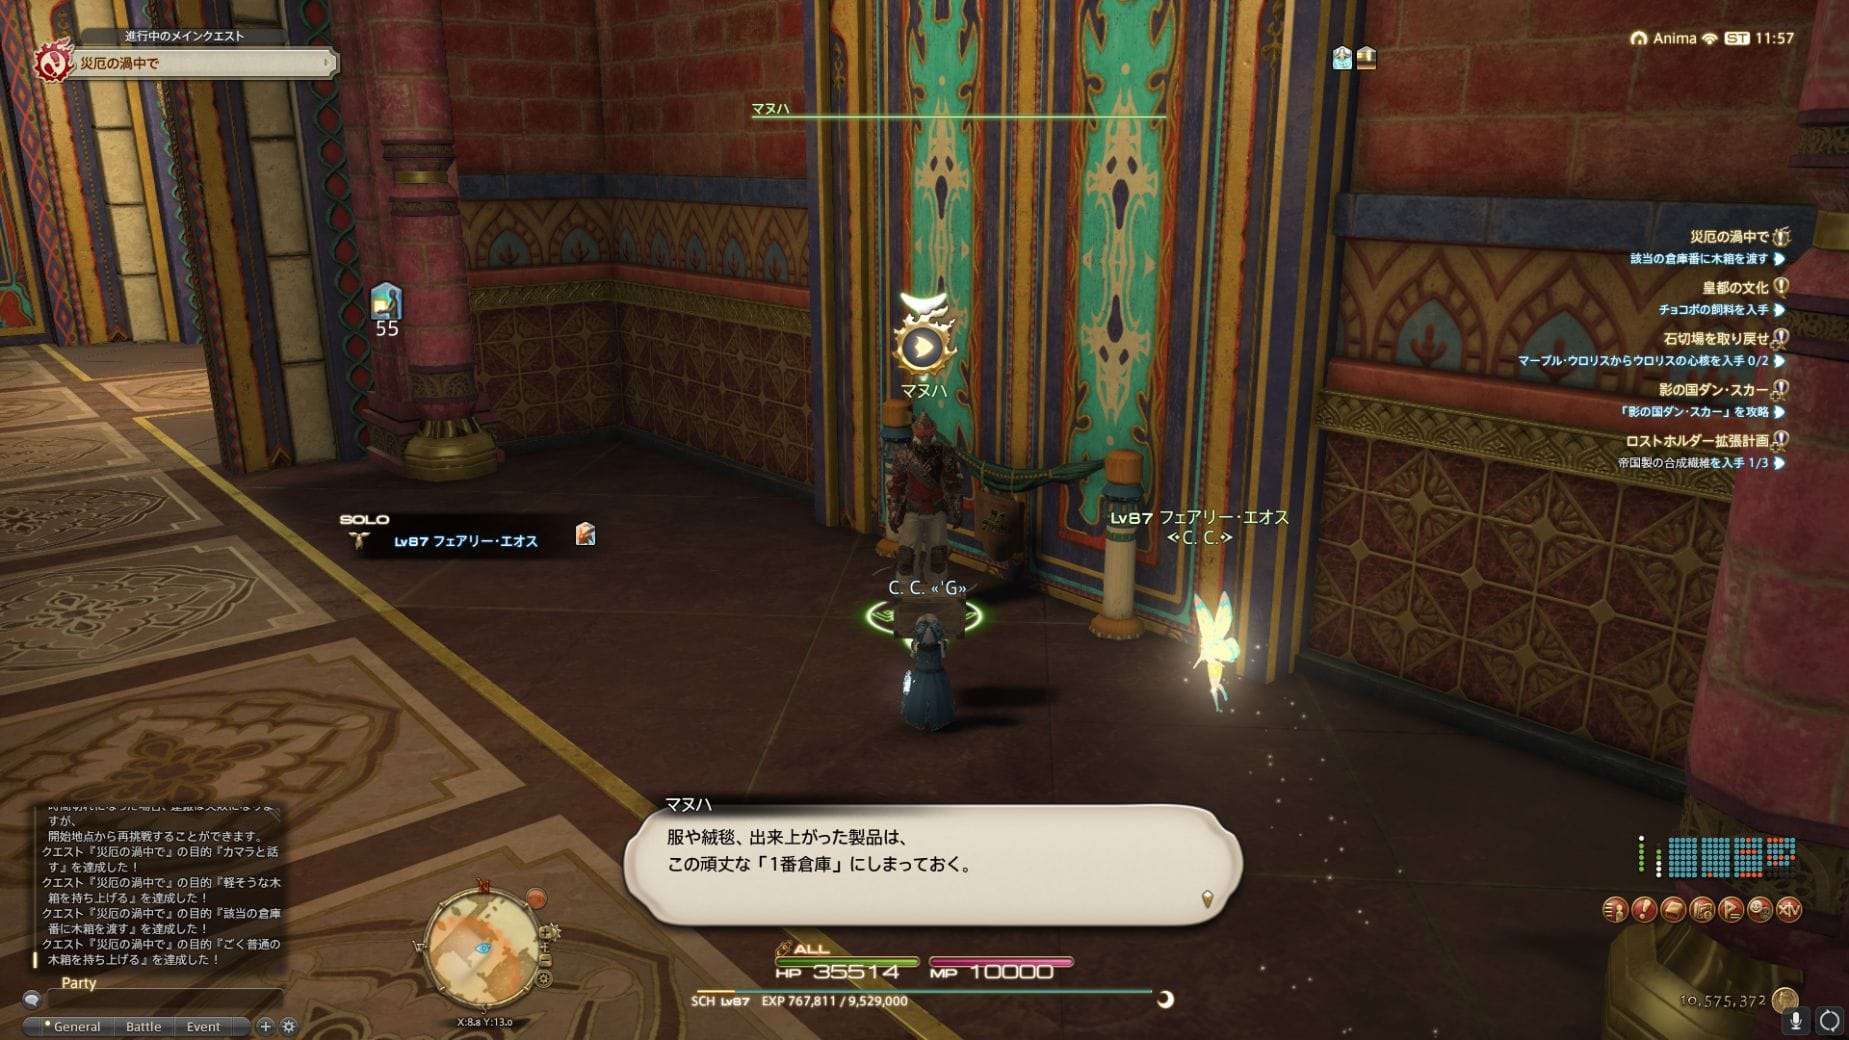 進行中のメインクエスト
災厄の渦中で
Anima ST 11:57
マヌハ
災厄の渦中で
該当の倉庫番に木箱を渡す
皇都の文化
チョコボの飼料を入手
石切場を取り戻せ
マーブル・ウロリスからウロリスの心核を入手 0/2
影の国ダン・スカー
「影の国ダン・スカー」を攻略
ロストホルダー拡張計画
帝国製の合成繊維を入手 1/3
55
マヌハ
SOLO
Lv87 フェアリー・エオス
Lv87 フェアリー・エオス
C. C.
C. C. «'G»
マヌハ
服や絨毯、出来上がった製品は、
この頑丈な「1番倉庫」にしまっておく。
すが、
開始地点から再挑戦することができます。
クエスト『災厄の渦中で』の目的『カマラと話
す』を達成した！
クエスト『災厄の渦中で』の目的『軽そうな木
箱を持ち上げる』を達成した！
クエスト『災厄の渦中で』の目的『該当の倉庫
番に木箱を渡す』を達成した！
クエスト『災厄の渦中で』の目的『ごく普通の
木箱を持ち上げる』を達成した！
Party
General Battle Event
X:8.8 Y:13.0
ALL
HP 35514 MP 10000
SCH Lv87 EXP 767,811 / 9,529,000
XIV
10,575,372